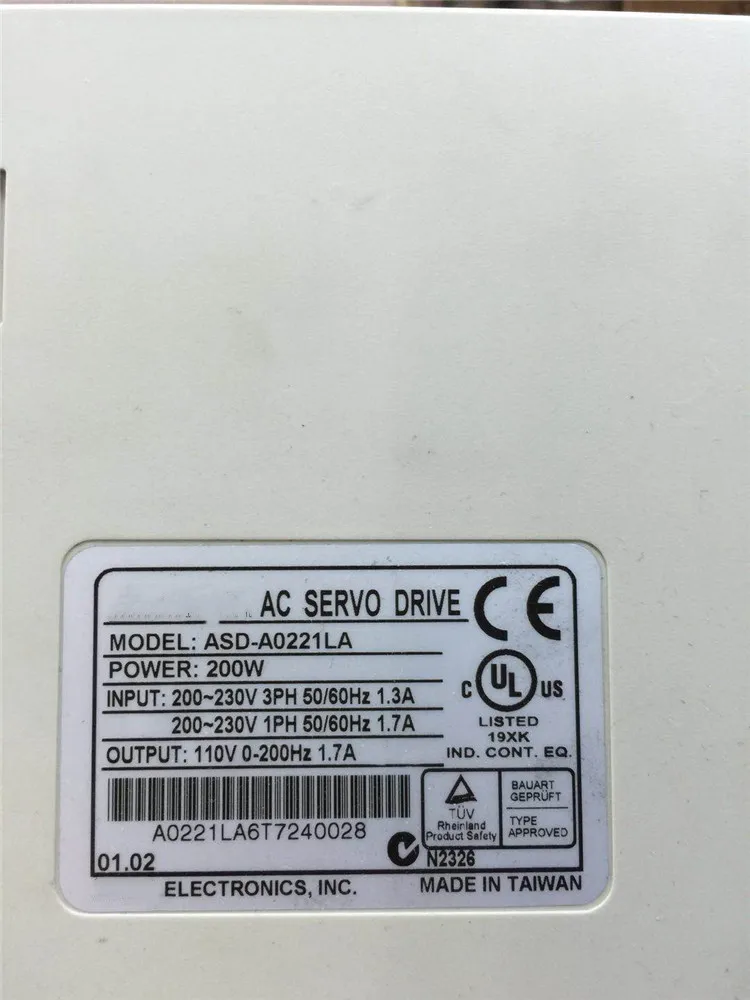 AC SERVO DRIVE
CE
MODEL: ASD-A0221LA
POWER: 200W
INPUT: 200~230V 3PH 50/60Hz 1.3A
200~230V 1PH 50/60Hz 1.7A
OUTPUT: 110V 0-200Hz 1.7A
C UL US
LISTED
19XK
IND. CONT. EQ.
A0221LA6T7240028
01.02
TÜV
Rheinland
Product Safety
BAUART
GEPRÜFT
TYPE
APPROVED
N2326
ELECTRONICS, INC.
MADE IN TAIWAN